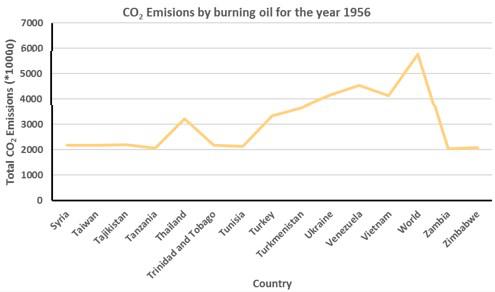 CO₂ Emisions by burning oil for the year 1956
Total CO₂ Emissions (*10000)
7000
6000
5000
4000
3000
2000
1000
0
Syria
Taiwan
Tajikistan
Tanzania
Thailand
Trinidad and Tobago
Tunisia
Turkey
Turkmenistan
Ukraine
Venezuela
Vietnam
World
Zambia
Zimbabwe
Country